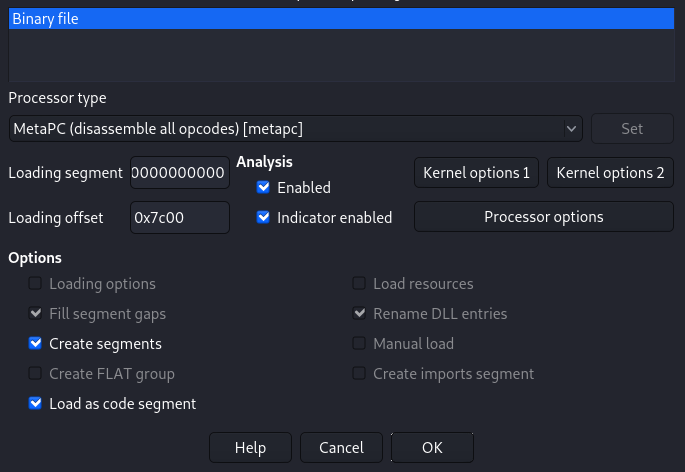 Binary file
Processor type
MetaPC (disassemble all opcodes) [metapc]
Set
Loading segment
0000000000
Analysis
Enabled
Kernel options 1
Kernel options 2
Loading offset
0x7c00
Indicator enabled
Processor options
Options
Loading options
Load resources
Fill segment gaps
Rename DLL entries
Create segments
Manual load
Create FLAT group
Create imports segment
Load as code segment
Help
Cancel
OK